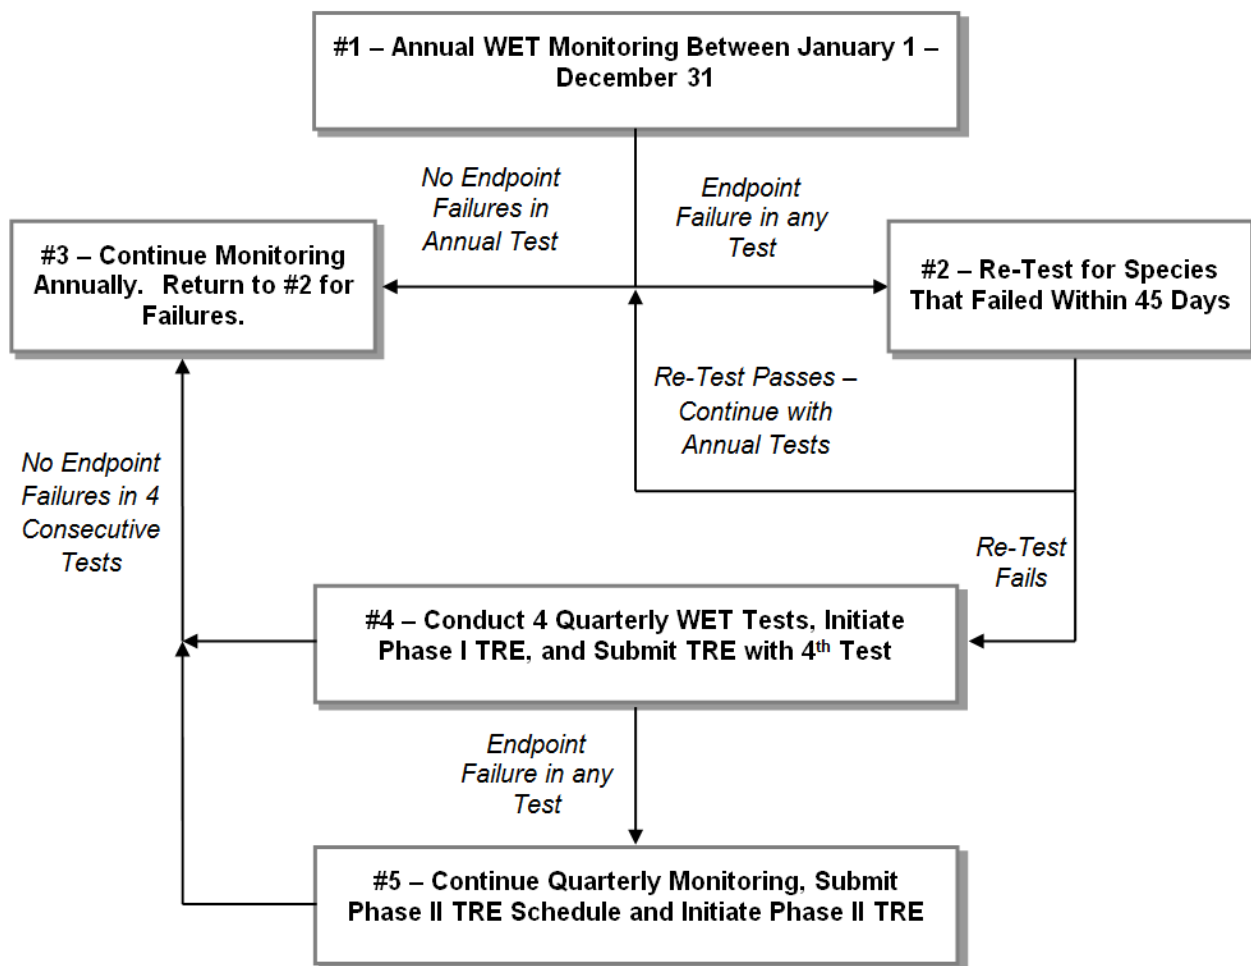 #1 – Annual WET Monitoring Between January 1 –
December 31
No Endpoint
Failures in
Annual Test
Endpoint
Failure in any
Test
#3 – Continue Monitoring
Annually. Return to #2 for
Failures.
#2 – Re-Test for Species
That Failed Within 45 Days
Re-Test Passes –
Continue with
Annual Tests
No Endpoint
Failures in 4
Consecutive
Tests
Re-Test
Fails
#4 – Conduct 4 Quarterly WET Tests, Initiate
Phase I TRE, and Submit TRE with 4th Test
Endpoint
Failure in any
Test
#5 – Continue Quarterly Monitoring, Submit
Phase II TRE Schedule and Initiate Phase II TRE